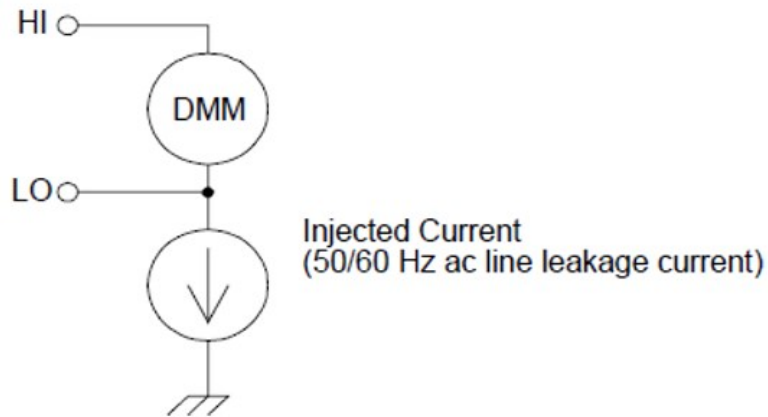 HI
DMM
LO
Injected Current
(50/60 Hz ac line leakage current)